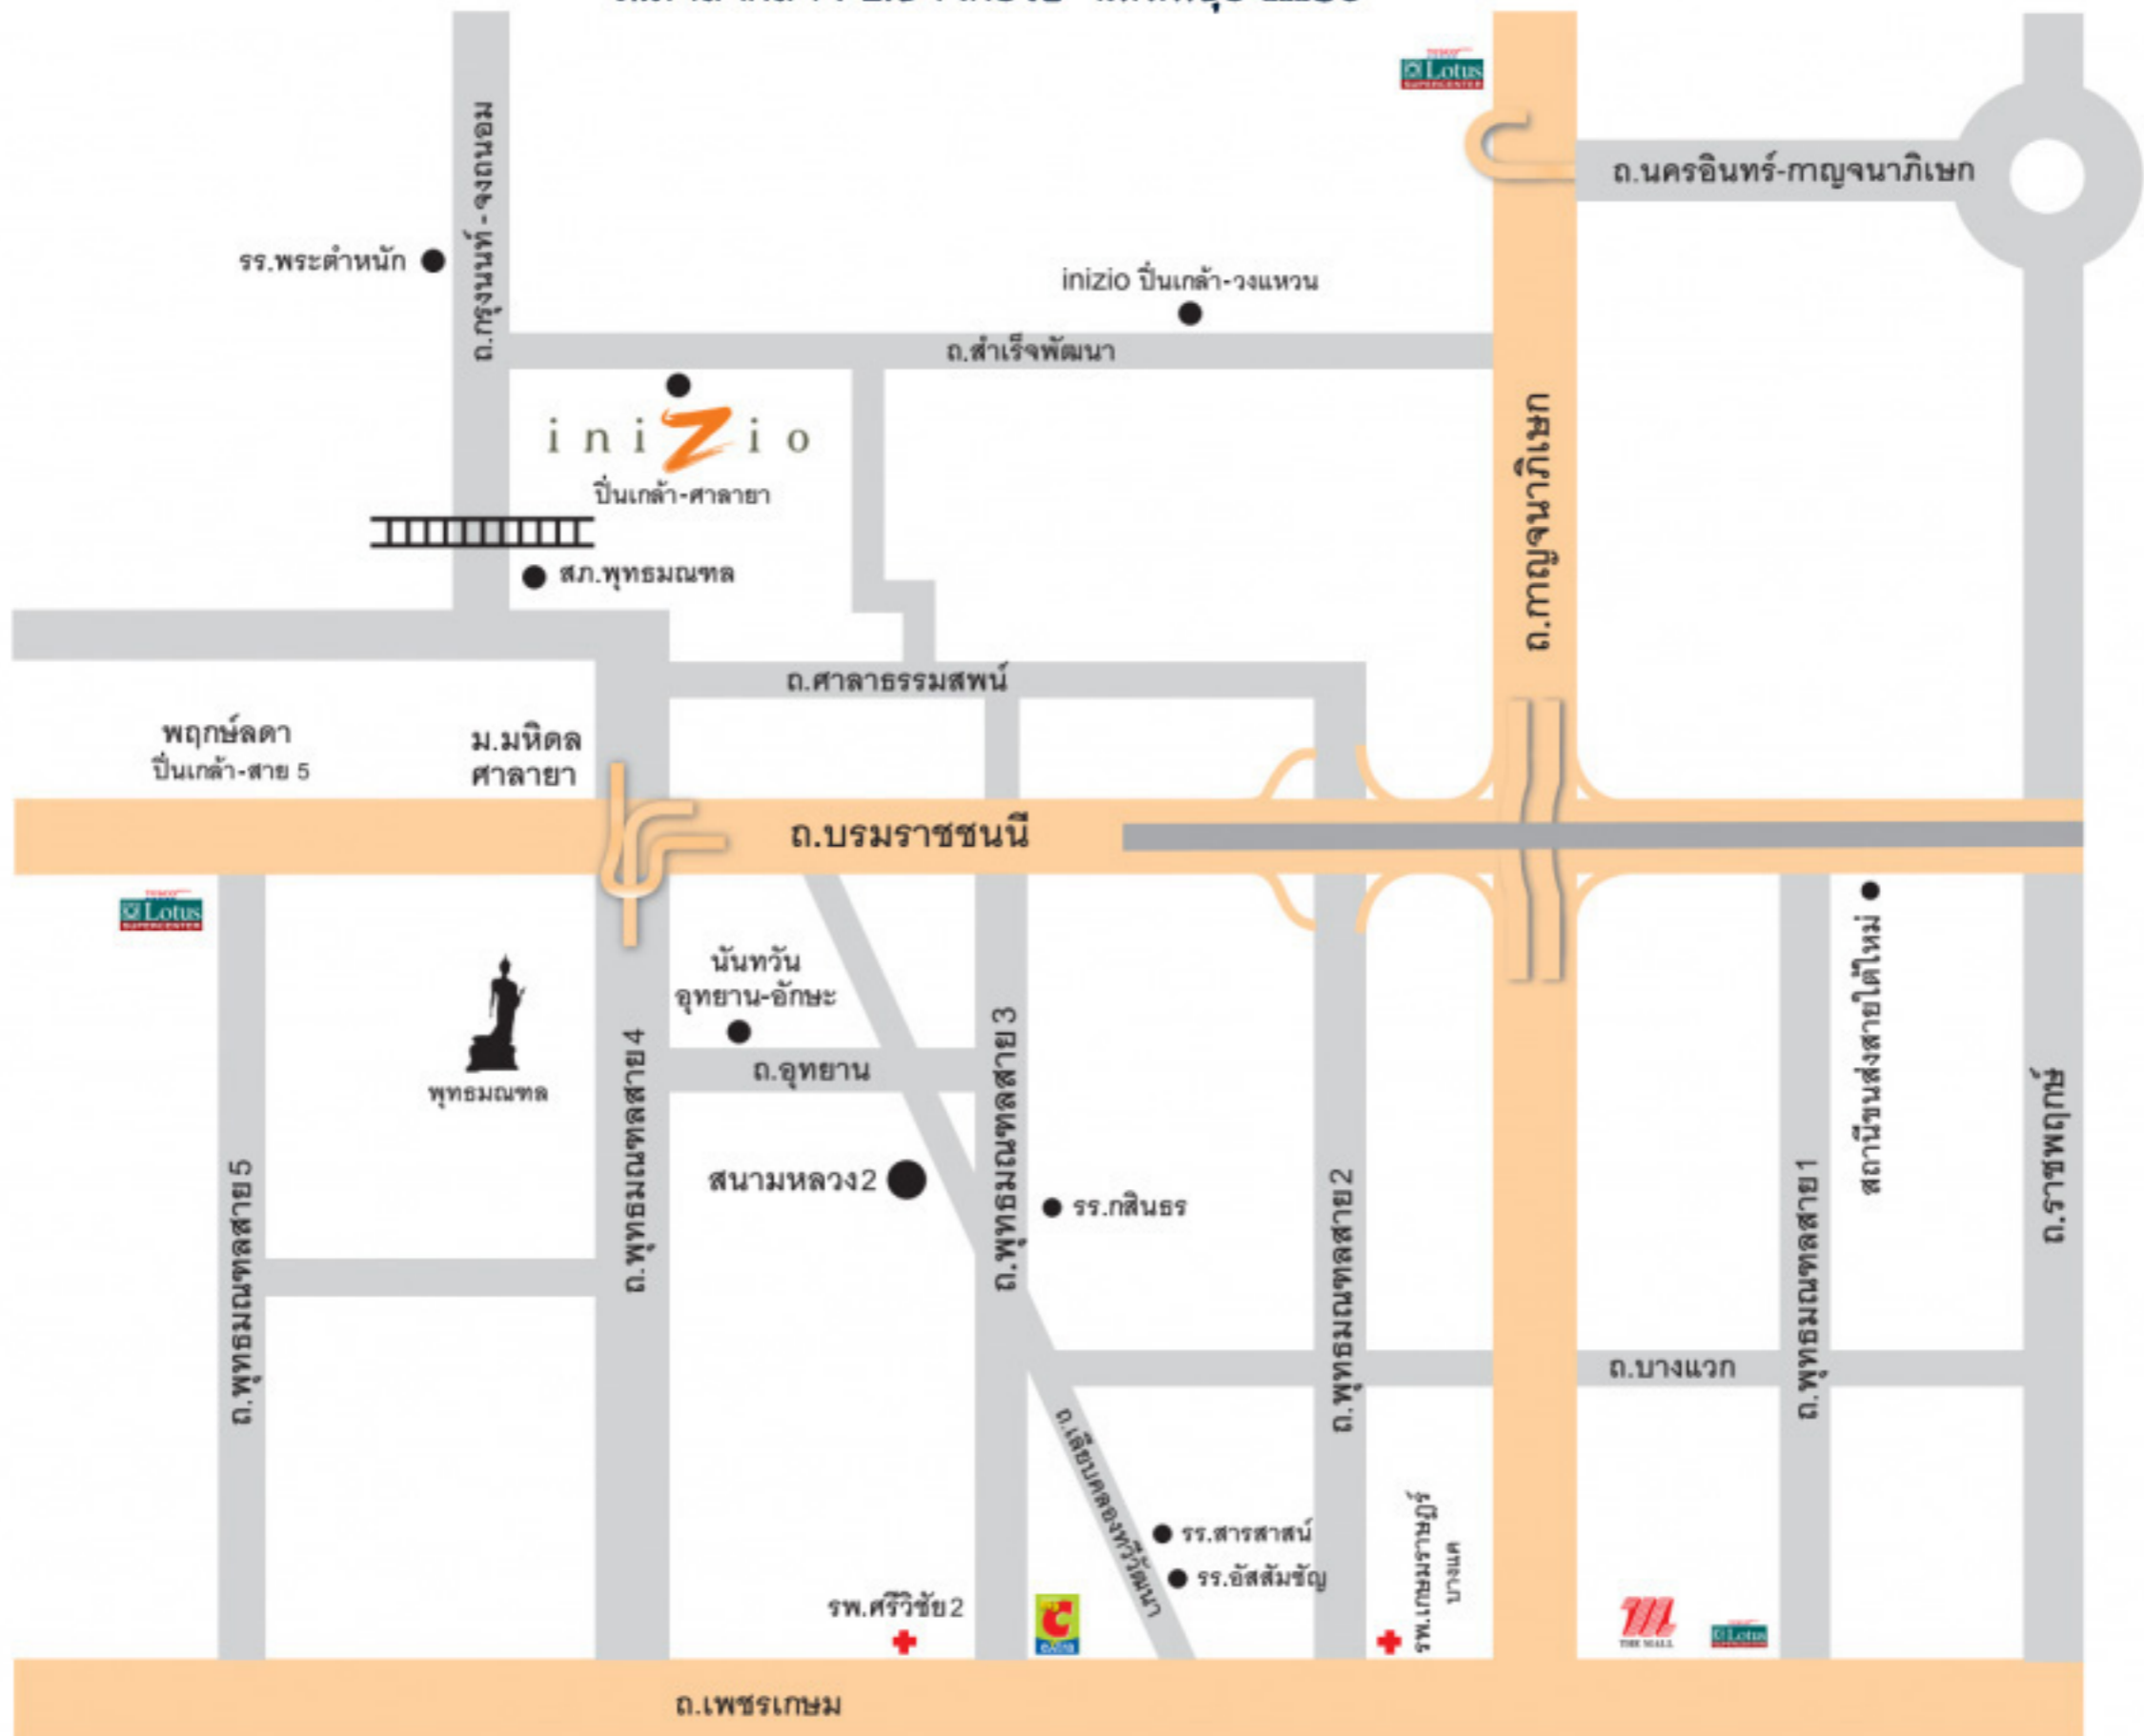 Lotus
SUPERCENTER
ถ.นครอินทร์-กาญจนาภิเษก
ถ.กรุงนนท์ - จงถนอม
รร.พระตำหนัก
inizio ปิ่นเกล้า-วงแหวน
ถ.สำเร็จพัฒนา
inizio
ปิ่นเกล้า-ศาลายา
ถ.กาญจนาภิเษก
สภ.พุทธมณฑล
ถ.ศาลาธรรมสพน์
พฤกษ์ลดา
ปิ่นเกล้า-สาย 5
ม.มหิดล
ศาลายา
ถ.บรมราชชนนี
Lotus
SUPERCENTER
นันทวัน
อุทยาน-อักษะ
พุทธมณฑล
ถ.อุทยาน
สถานีขนส่งสายใต้ใหม่
ถ.ราชพฤกษ์
ถ.พุทธมณฑลสาย 5
ถ.พุทธมณฑลสาย 4
ถ.พุทธมณฑลสาย 3
ถ.พุทธมณฑลสาย 2
ถ.พุทธมณฑลสาย 1
สนามหลวง2
รร.กสินธร
ถ.บางแวก
ถ.เลียบคลองทวีวัฒนา
รร.สารสาสน์
รร.อัสสัมชัญ
รพ.ศรีวิชัย2
C
extra
รพ.เกษมราษฎร์
บางแค
THE MALL
Lotus
ถ.เพชรเกษม